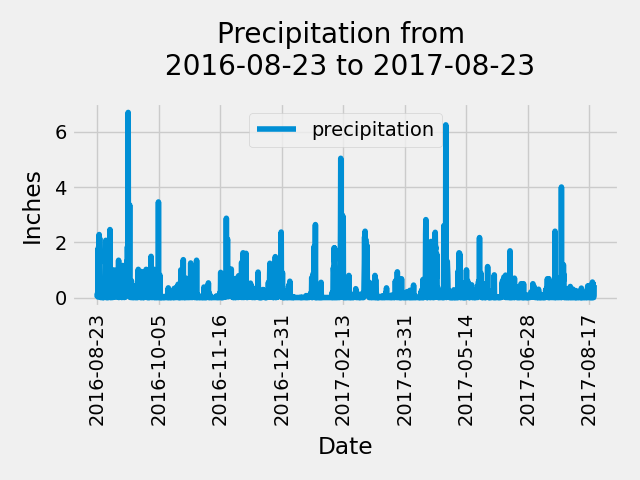 Precipitation from
2016-08-23 to 2017-08-23
precipitation
Inches
6
4
2
0
2016-08-23
2016-10-05
2016-11-16
2016-12-31
2017-02-13
2017-03-31
2017-05-14
2017-06-28
2017-08-17
Date